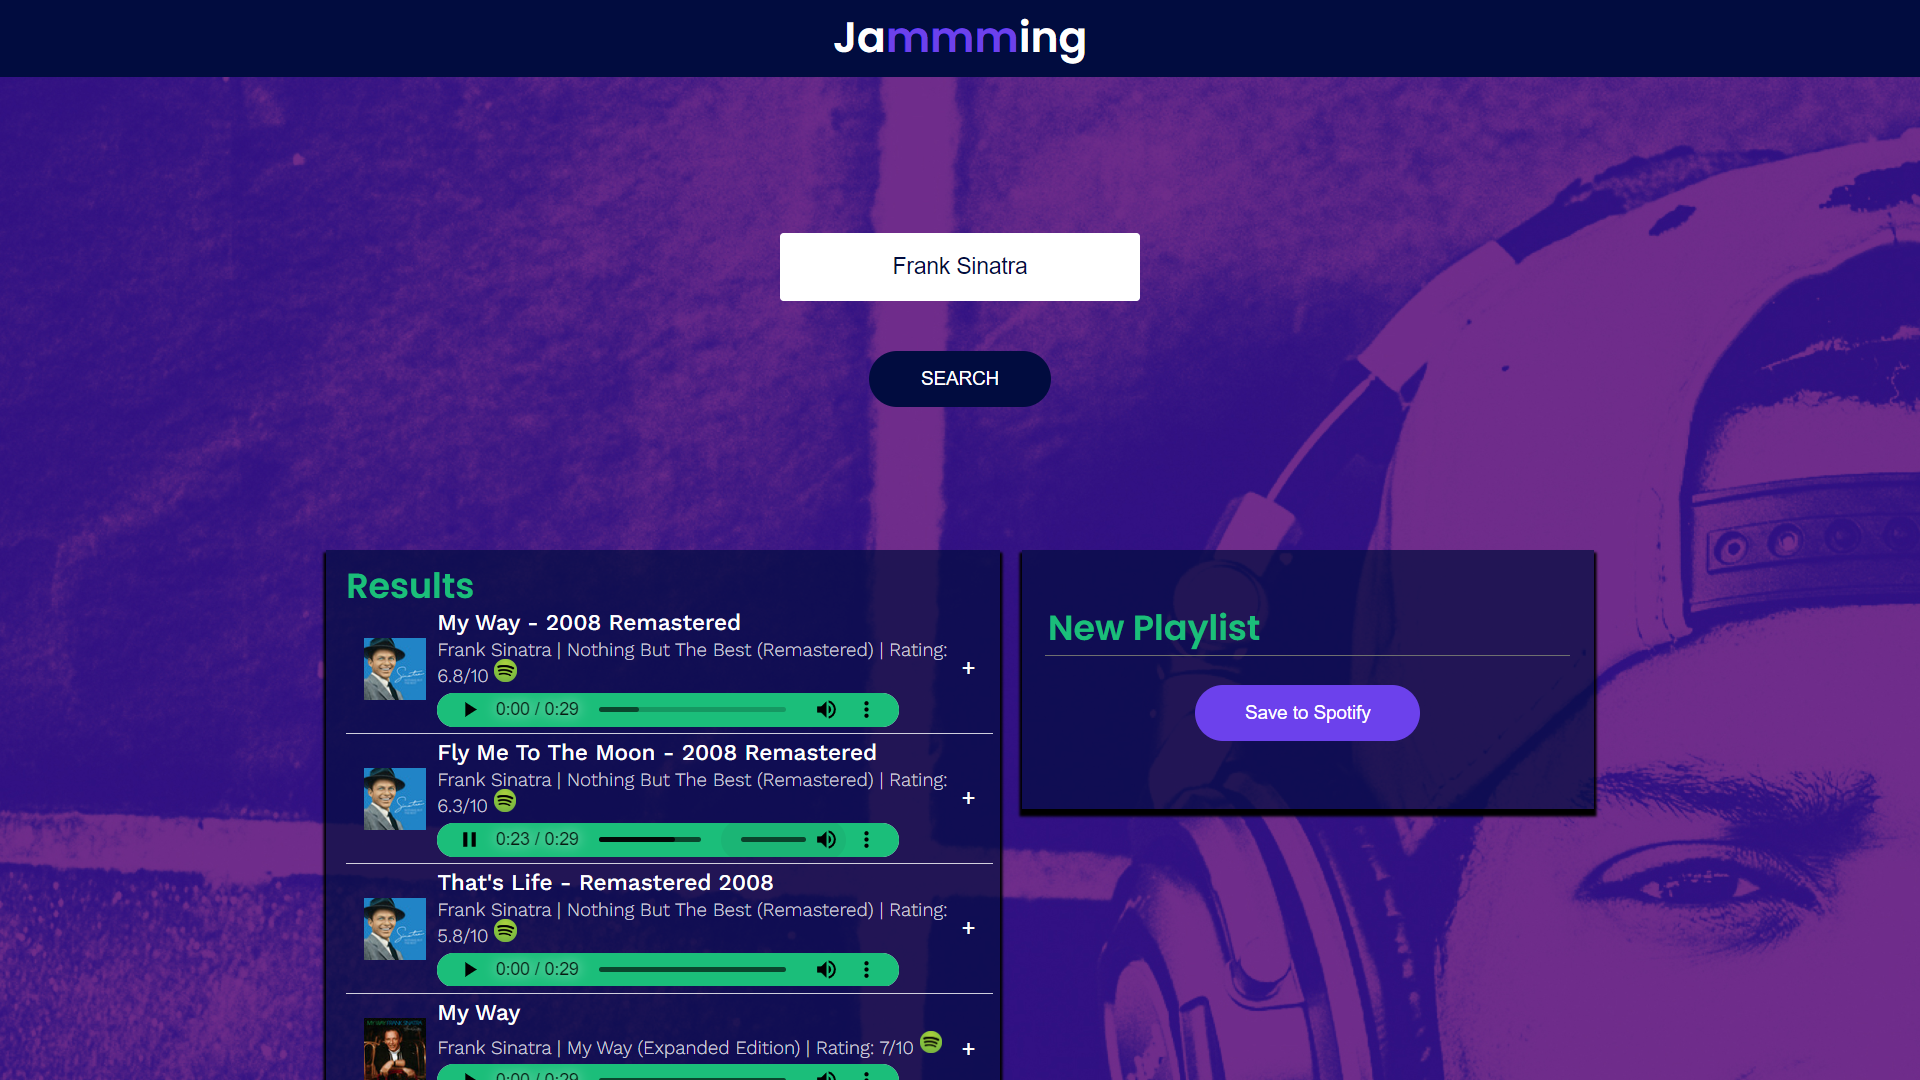 Jammming
Frank Sinatra
SEARCH
Results
My Way - 2008 Remastered
Frank Sinatra | Nothing But The Best (Remastered) | Rating:
6.8/10
+
0:00 / 0:29
Fly Me To The Moon - 2008 Remastered
Frank Sinatra | Nothing But The Best (Remastered) | Rating:
6.3/10
+
0:23 / 0:29
That's Life - Remastered 2008
Frank Sinatra | Nothing But The Best (Remastered) | Rating:
5.8/10
+
0:00 / 0:29
My Way
Frank Sinatra | My Way (Expanded Edition) | Rating: 7/10
+
0:00 / 0:29
New Playlist
Save to Spotify